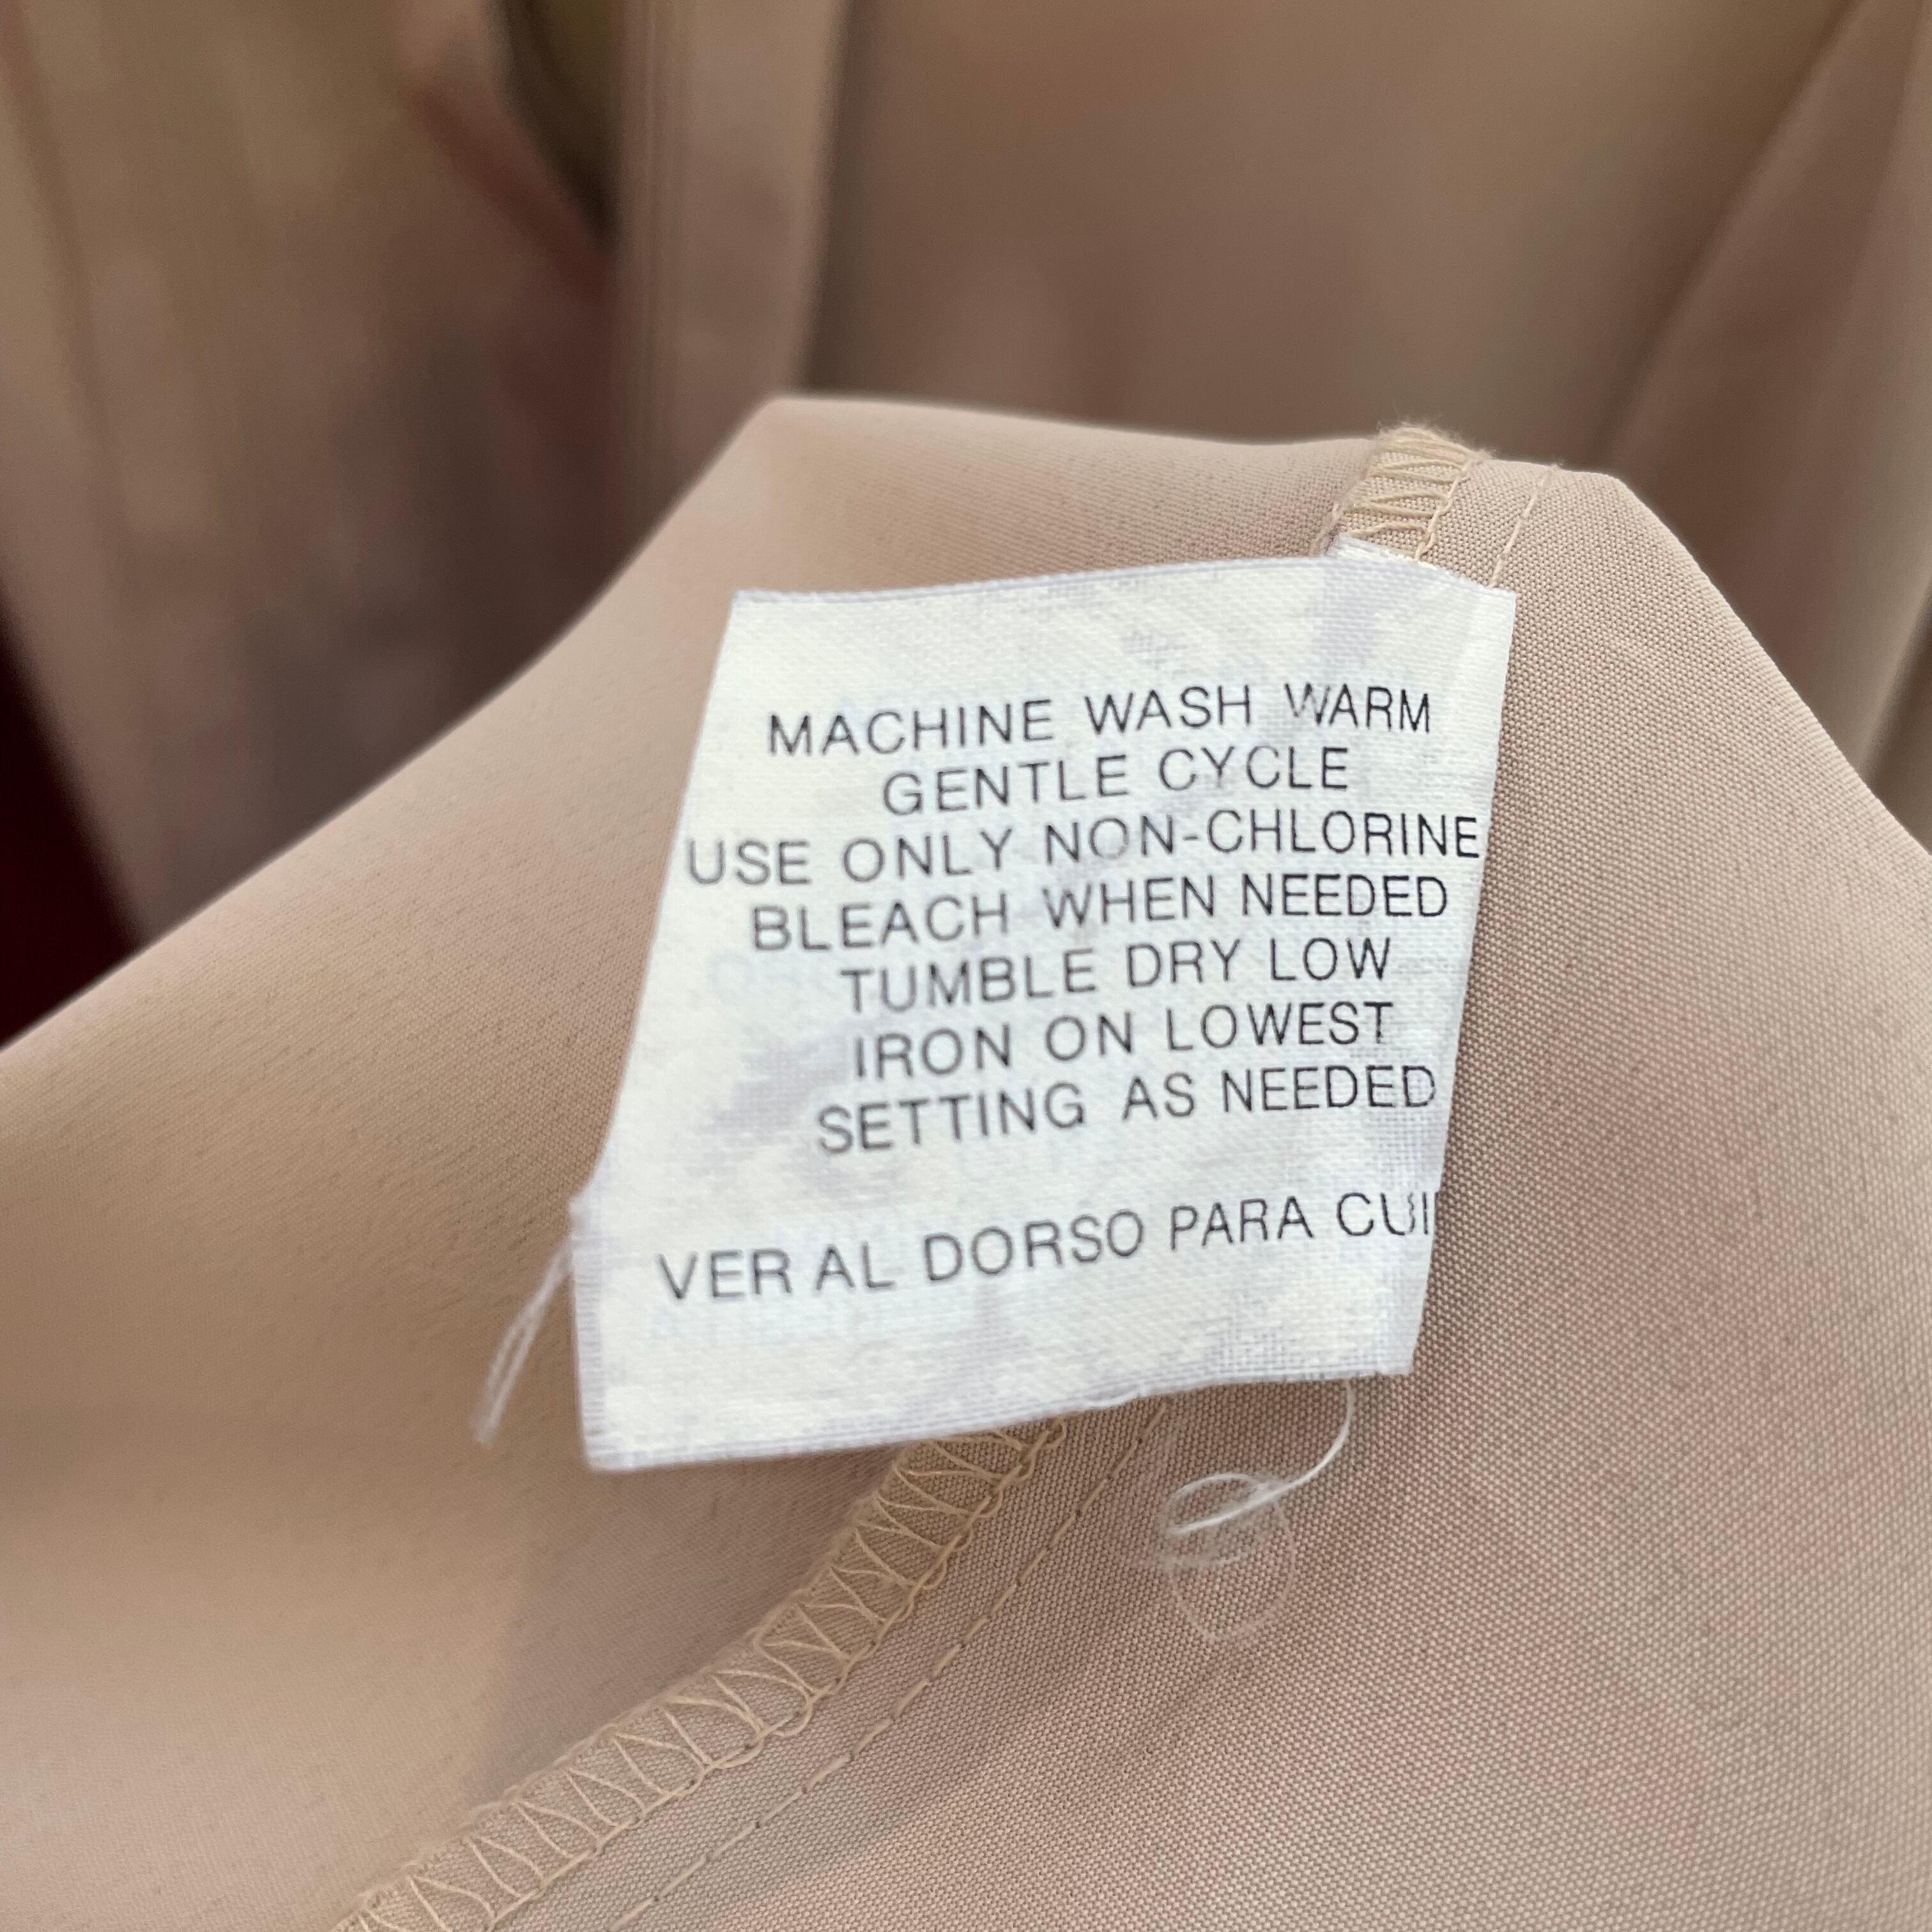 MACHINE WASH WARM
GENTLE CYCLE
USE ONLY NON-CHLORINE
BLEACH WHEN NEEDED
TUMBLE DRY LOW
IRON ON LOWEST
SETTING AS NEEDED
VER AL DORSO PARA